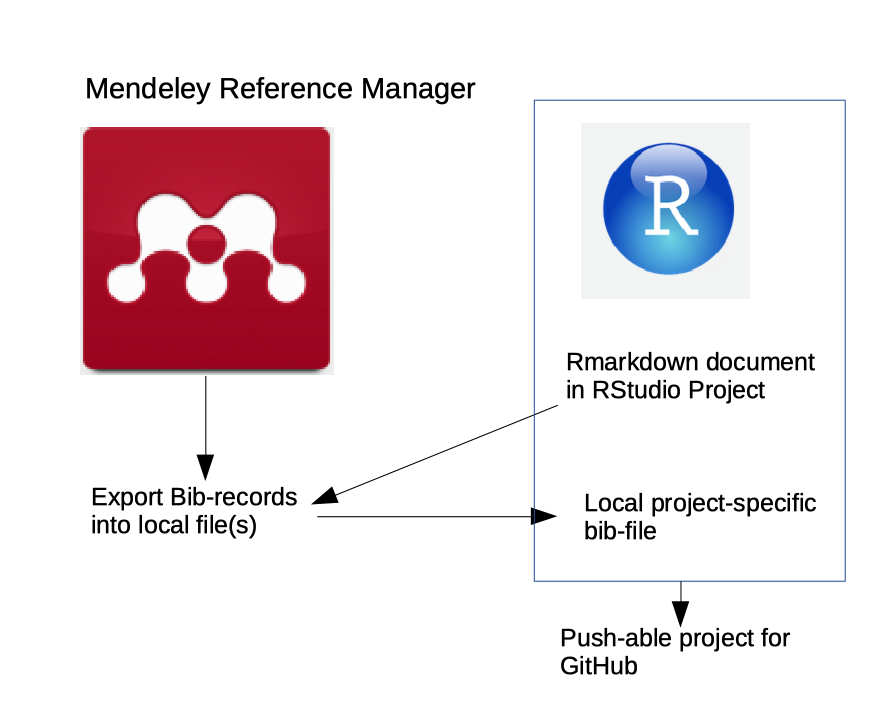 Mendeley Reference Manager
R
Rmarkdown document
in RStudio Project
Export Bib-records
into local file(s)
Local project-specific
bib-file
Push-able project for
GitHub